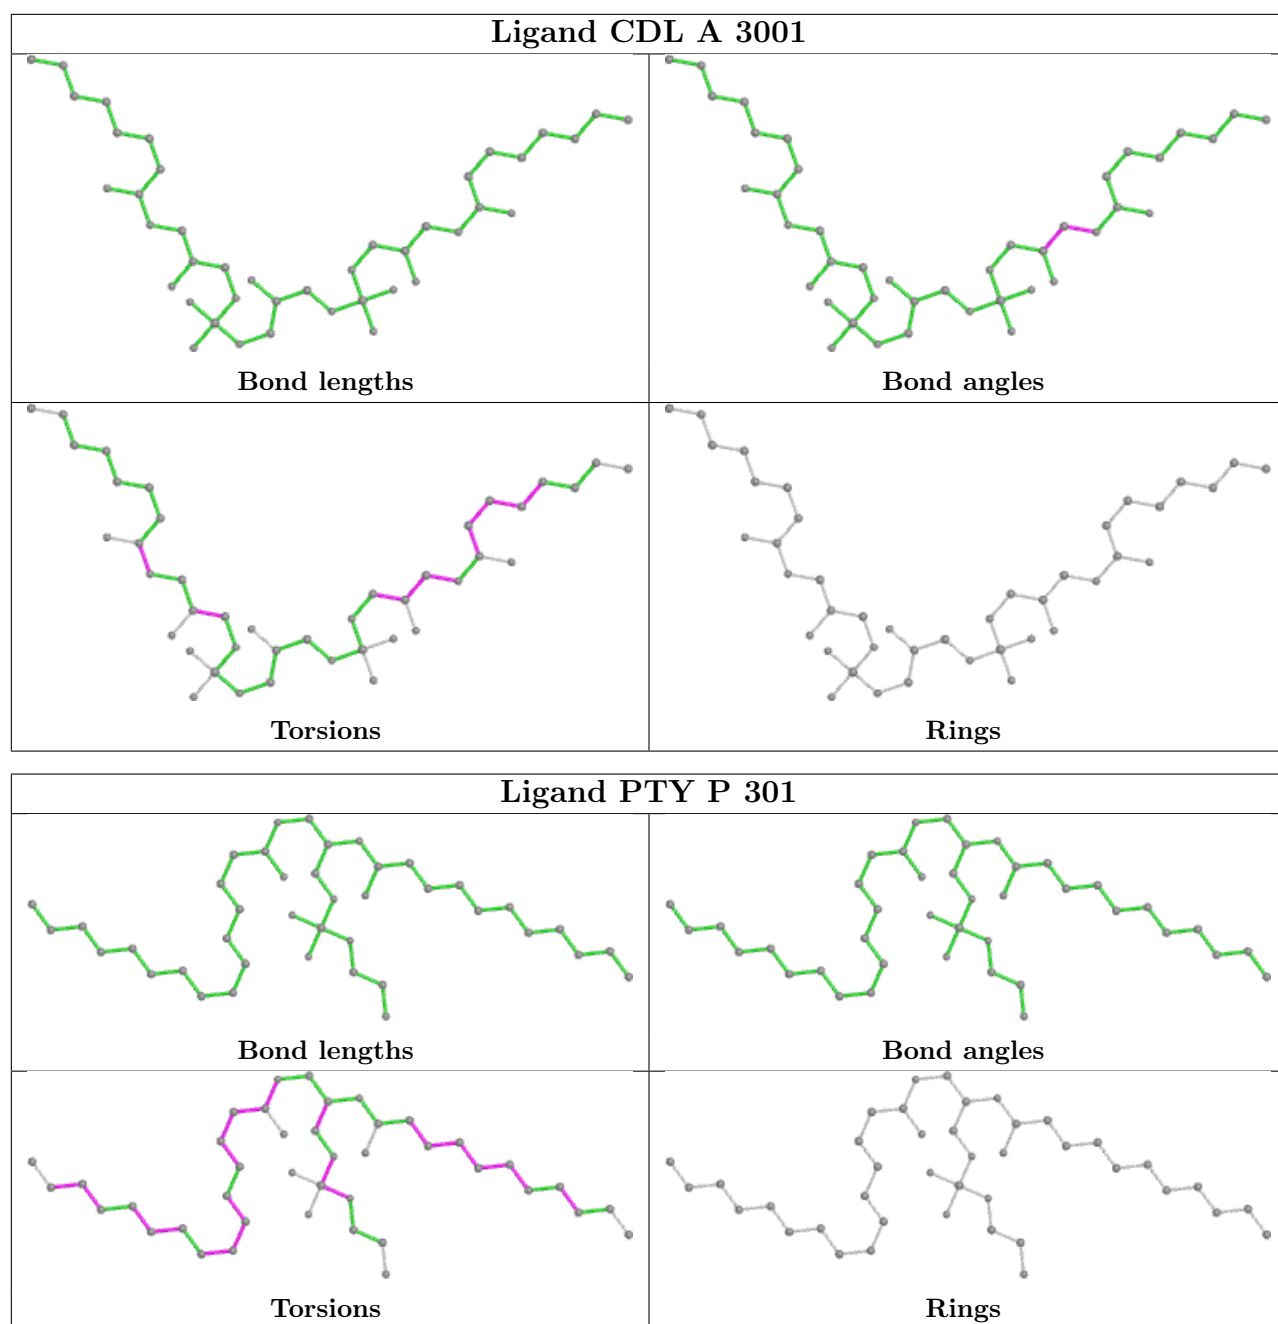 Ligand CDL A 3001
Bond lengths
Bond angles
Torsions
Rings
Ligand PTY P 301
Bond lengths
Bond angles
Torsions
Rings